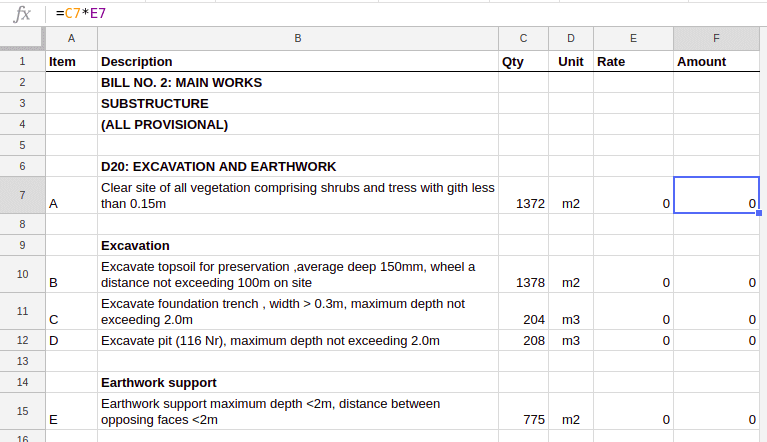 fx =C7*E7
A B C D E F
1 Item Description Qty Unit Rate Amount
2 BILL NO. 2: MAIN WORKS
3 SUBSTRUCTURE
4 (ALL PROVISIONAL)
5
6 D20: EXCAVATION AND EARTHWORK
Clear site of all vegetation comprising shrubs and tress with gith less
7 A than 0.15m 1372 m2 0 0
8
9 Excavation
Excavate topsoil for preservation ,average deep 150mm, wheel a
10 B distance not exceeding 100m on site 1378 m2 0 0
Excavate foundation trench , width > 0.3m, maximum depth not
11 C exceeding 2.0m 204 m3 0 0
12 D Excavate pit (116 Nr), maximum depth not exceeding 2.0m 208 m3 0 0
13
14 Earthwork support
Earthwork support maximum depth <2m, distance between
15 E opposing faces <2m 775 m2 0 0
16